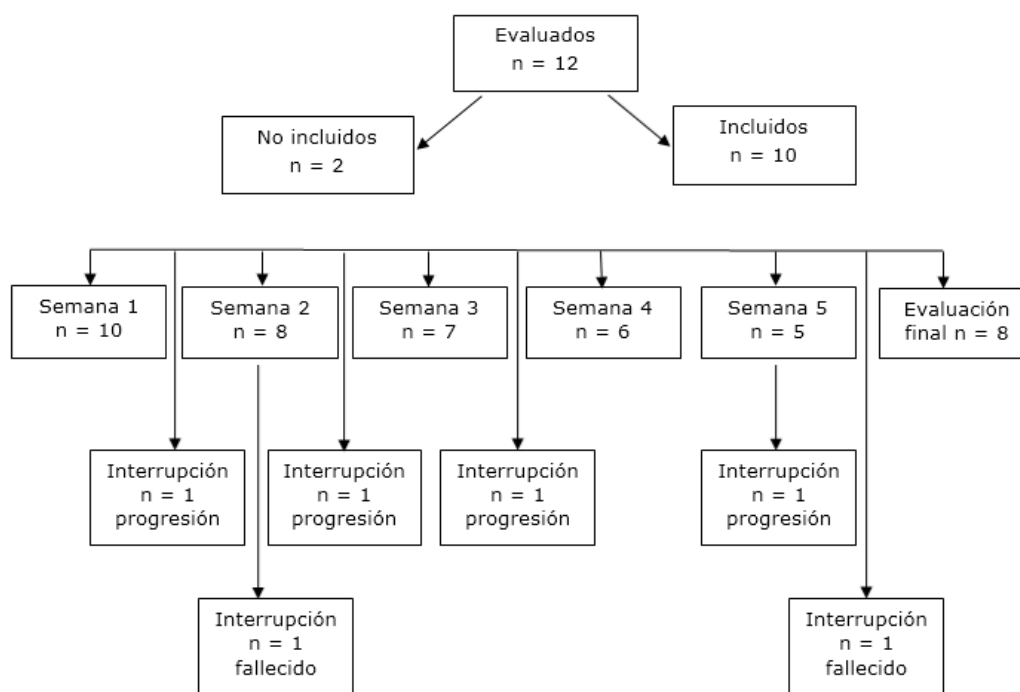 Evaluados
n = 12
No incluidos
n = 2
Incluidos
n = 10
Semana 1
n = 10
Semana 2
n = 8
Semana 3
n = 7
Semana 4
n = 6
Semana 5
n = 5
Evaluación
final n = 8
Interrupción
n = 1
progresión
Interrupción
n = 1
progresión
Interrupción
n = 1
progresión
Interrupción
n = 1
progresión
Interrupción
n = 1
fallecido
Interrupción
n = 1
fallecido